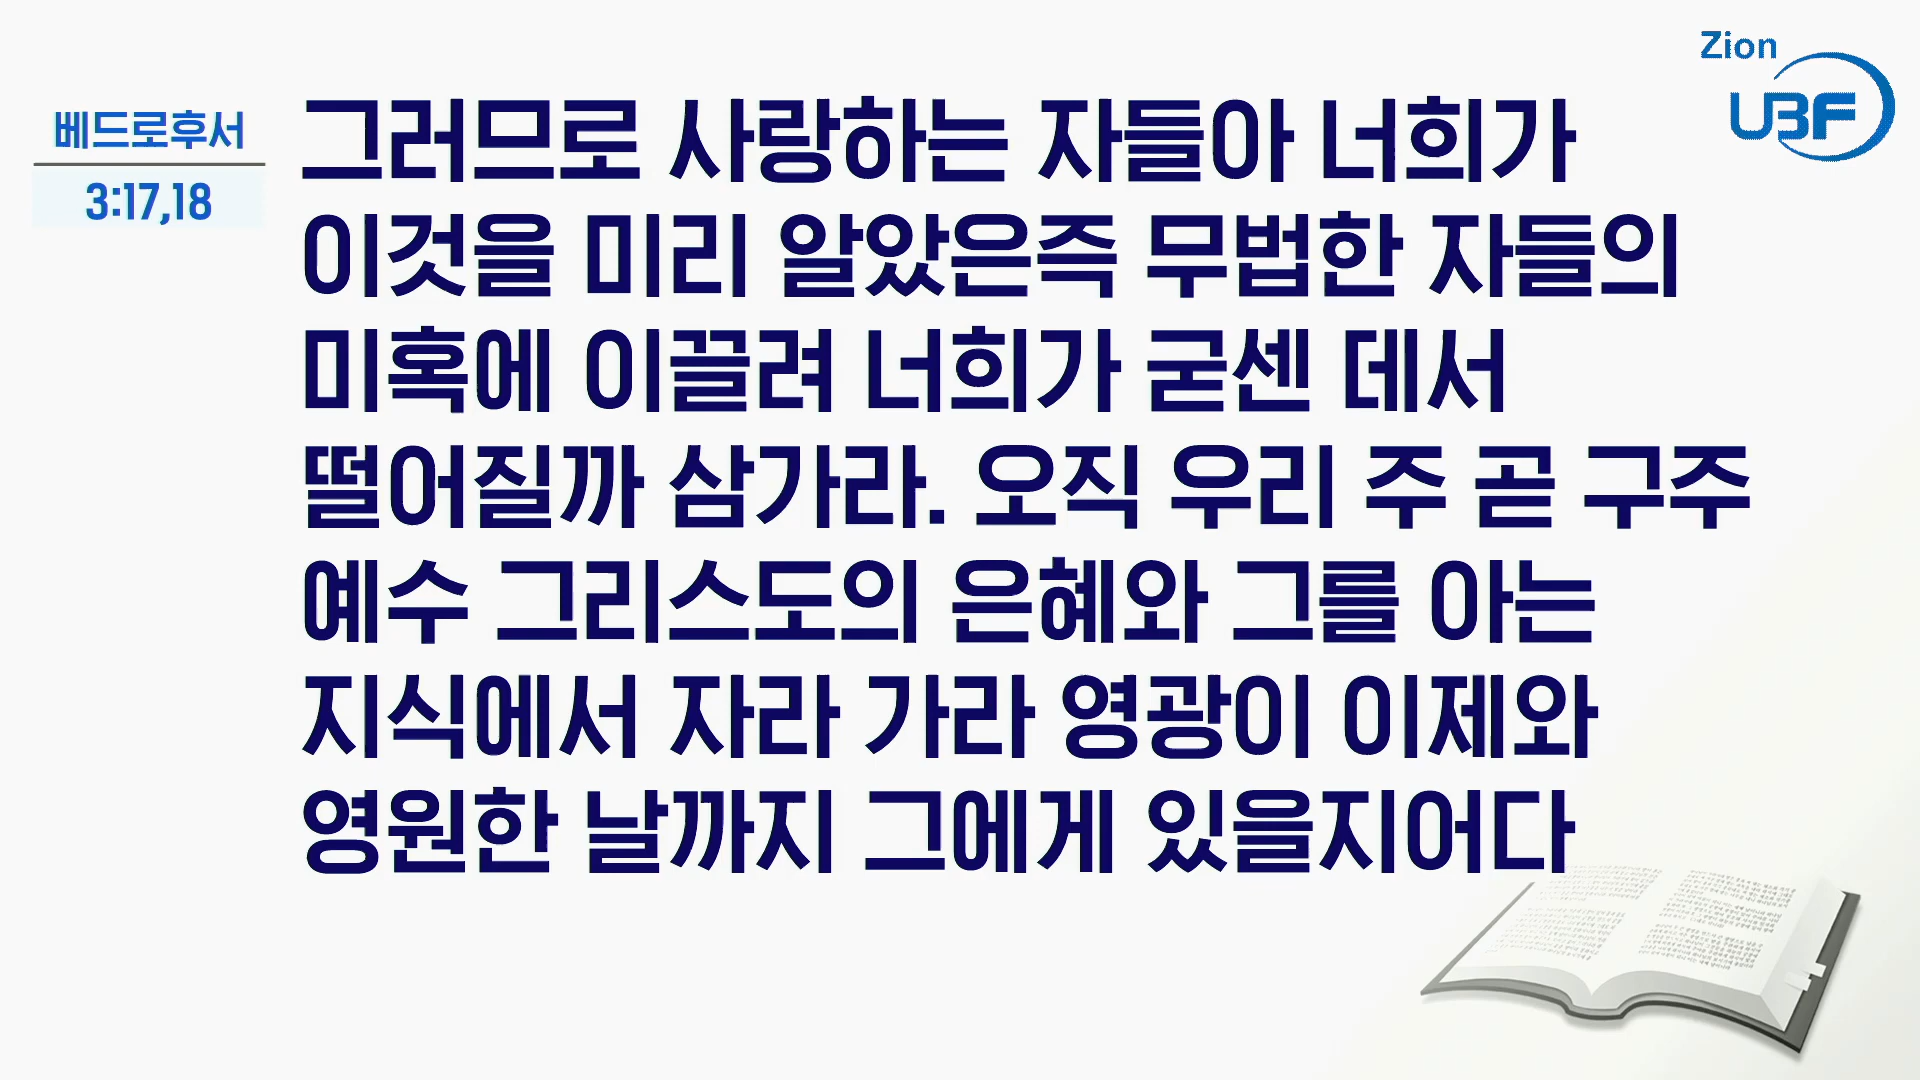 Zion
UBF
베드로후서
3:17,18
그러므로 사랑하는 자들아 너희가
이것을 미리 알았은즉 무법한 자들의
미혹에 이끌려 너희가 굳센 데서
떨어질까 삼가라. 오직 우리 주 곧 구주
예수 그리스도의 은혜와 그를 아는
지식에서 자라 가라 영광이 이제와
영원한 날까지 그에게 있을지어다